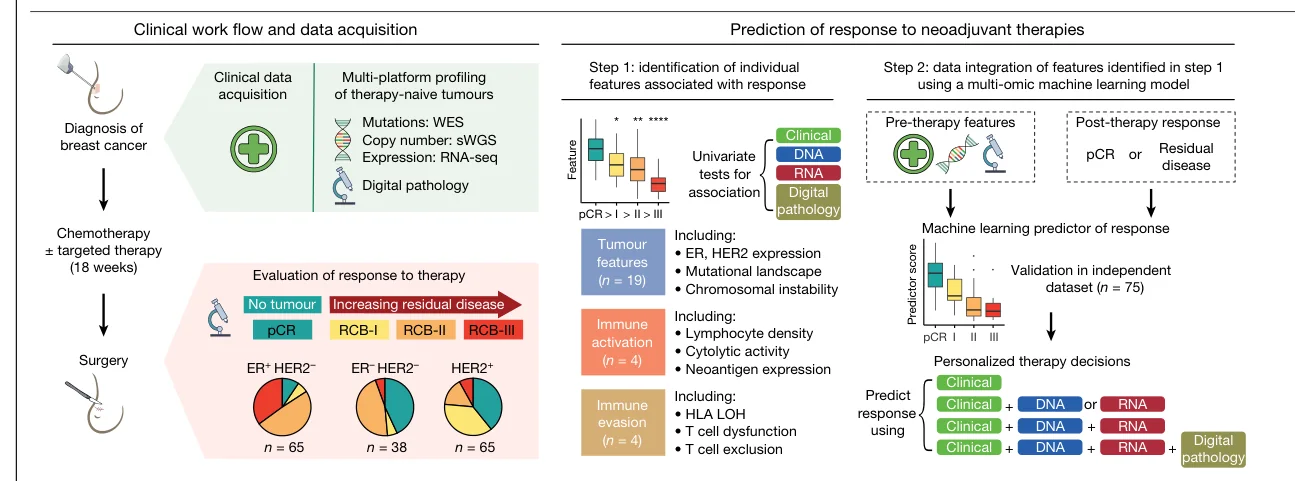 Clinical work flow and data acquisition
Diagnosis of
breast cancer
Chemotherapy
± targeted therapy
(18 weeks)
Surgery
Clinical data
acquisition
Multi-platform profiling
of therapy-naive tumours
Mutations: WES
Copy number: sWGS
Expression: RNA-seq
Digital pathology
Evaluation of response to therapy
No tumour
Increasing residual disease
pCR
RCB-I
RCB-II
RCB-III
ER⁺ HER2⁻
ER⁻ HER2⁻
HER2⁺
n = 65
n = 38
n = 65
Prediction of response to neoadjuvant therapies
Step 1: identification of individual
features associated with response
* ** ****
Feature
pCR > I > II > III
Univariate
tests for
association
Clinical
DNA
RNA
Digital
pathology
Tumour
features
(n = 19)
Including:
• ER, HER2 expression
• Mutational landscape
• Chromosomal instability
Immune
activation
(n = 4)
Including:
• Lymphocyte density
• Cytolytic activity
• Neoantigen expression
Immune
evasion
(n = 4)
Including:
• HLA LOH
• T cell dysfunction
• T cell exclusion
Step 2: data integration of features identified in step 1
using a multi-omic machine learning model
Pre-therapy features
Post-therapy response
pCR or Residual
disease
Machine learning predictor of response
Predictor score
pCR I II III
Validation in independent
dataset (n = 75)
Personalized therapy decisions
Predict
response
using
Clinical
Clinical + DNA or RNA
Clinical + DNA + RNA
Clinical + DNA + RNA + Digital
pathology